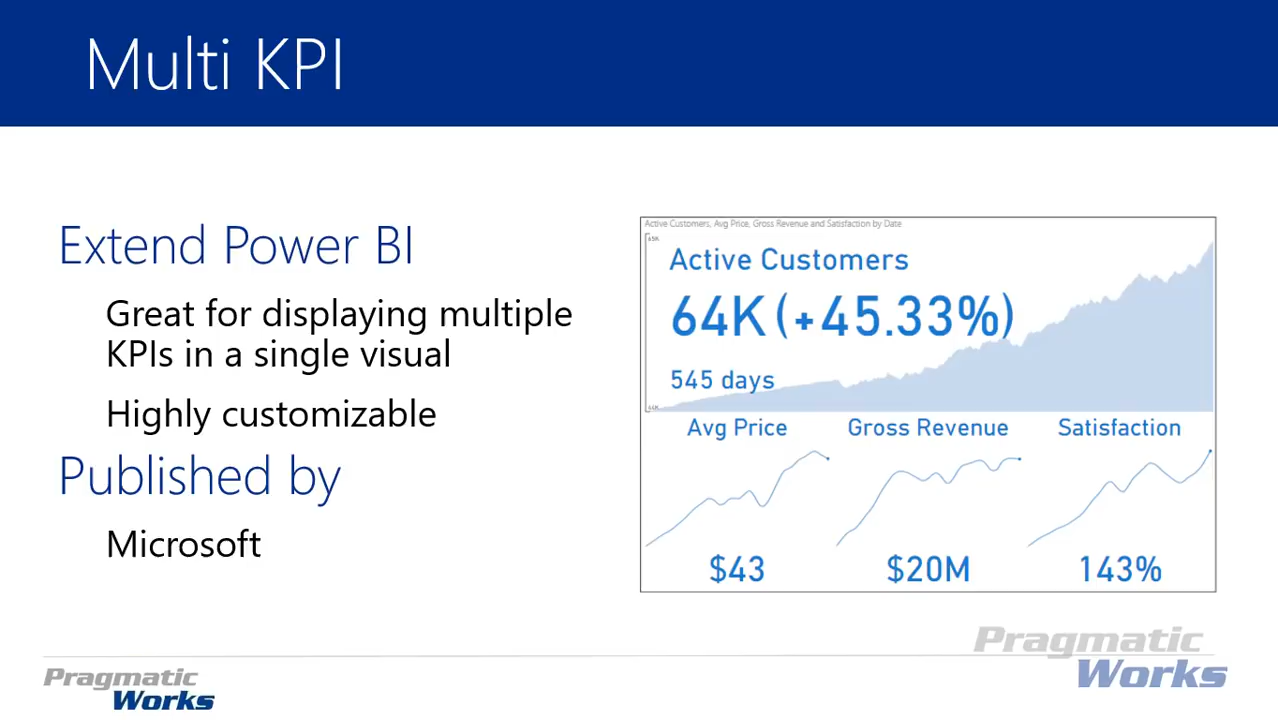 Multi KPI
Extend Power BI
Great for displaying multiple
KPIs in a single visual
Highly customizable
Published by
Microsoft
Active Customers, Avg Price, Gross Revenue and Satisfaction by Date
65K
Active Customers
64K (+45.33%)
545 days
44K
Avg Price
Gross Revenue
Satisfaction
$43
$20M
143%
Pragmatic
Works
Pragmatic
Works